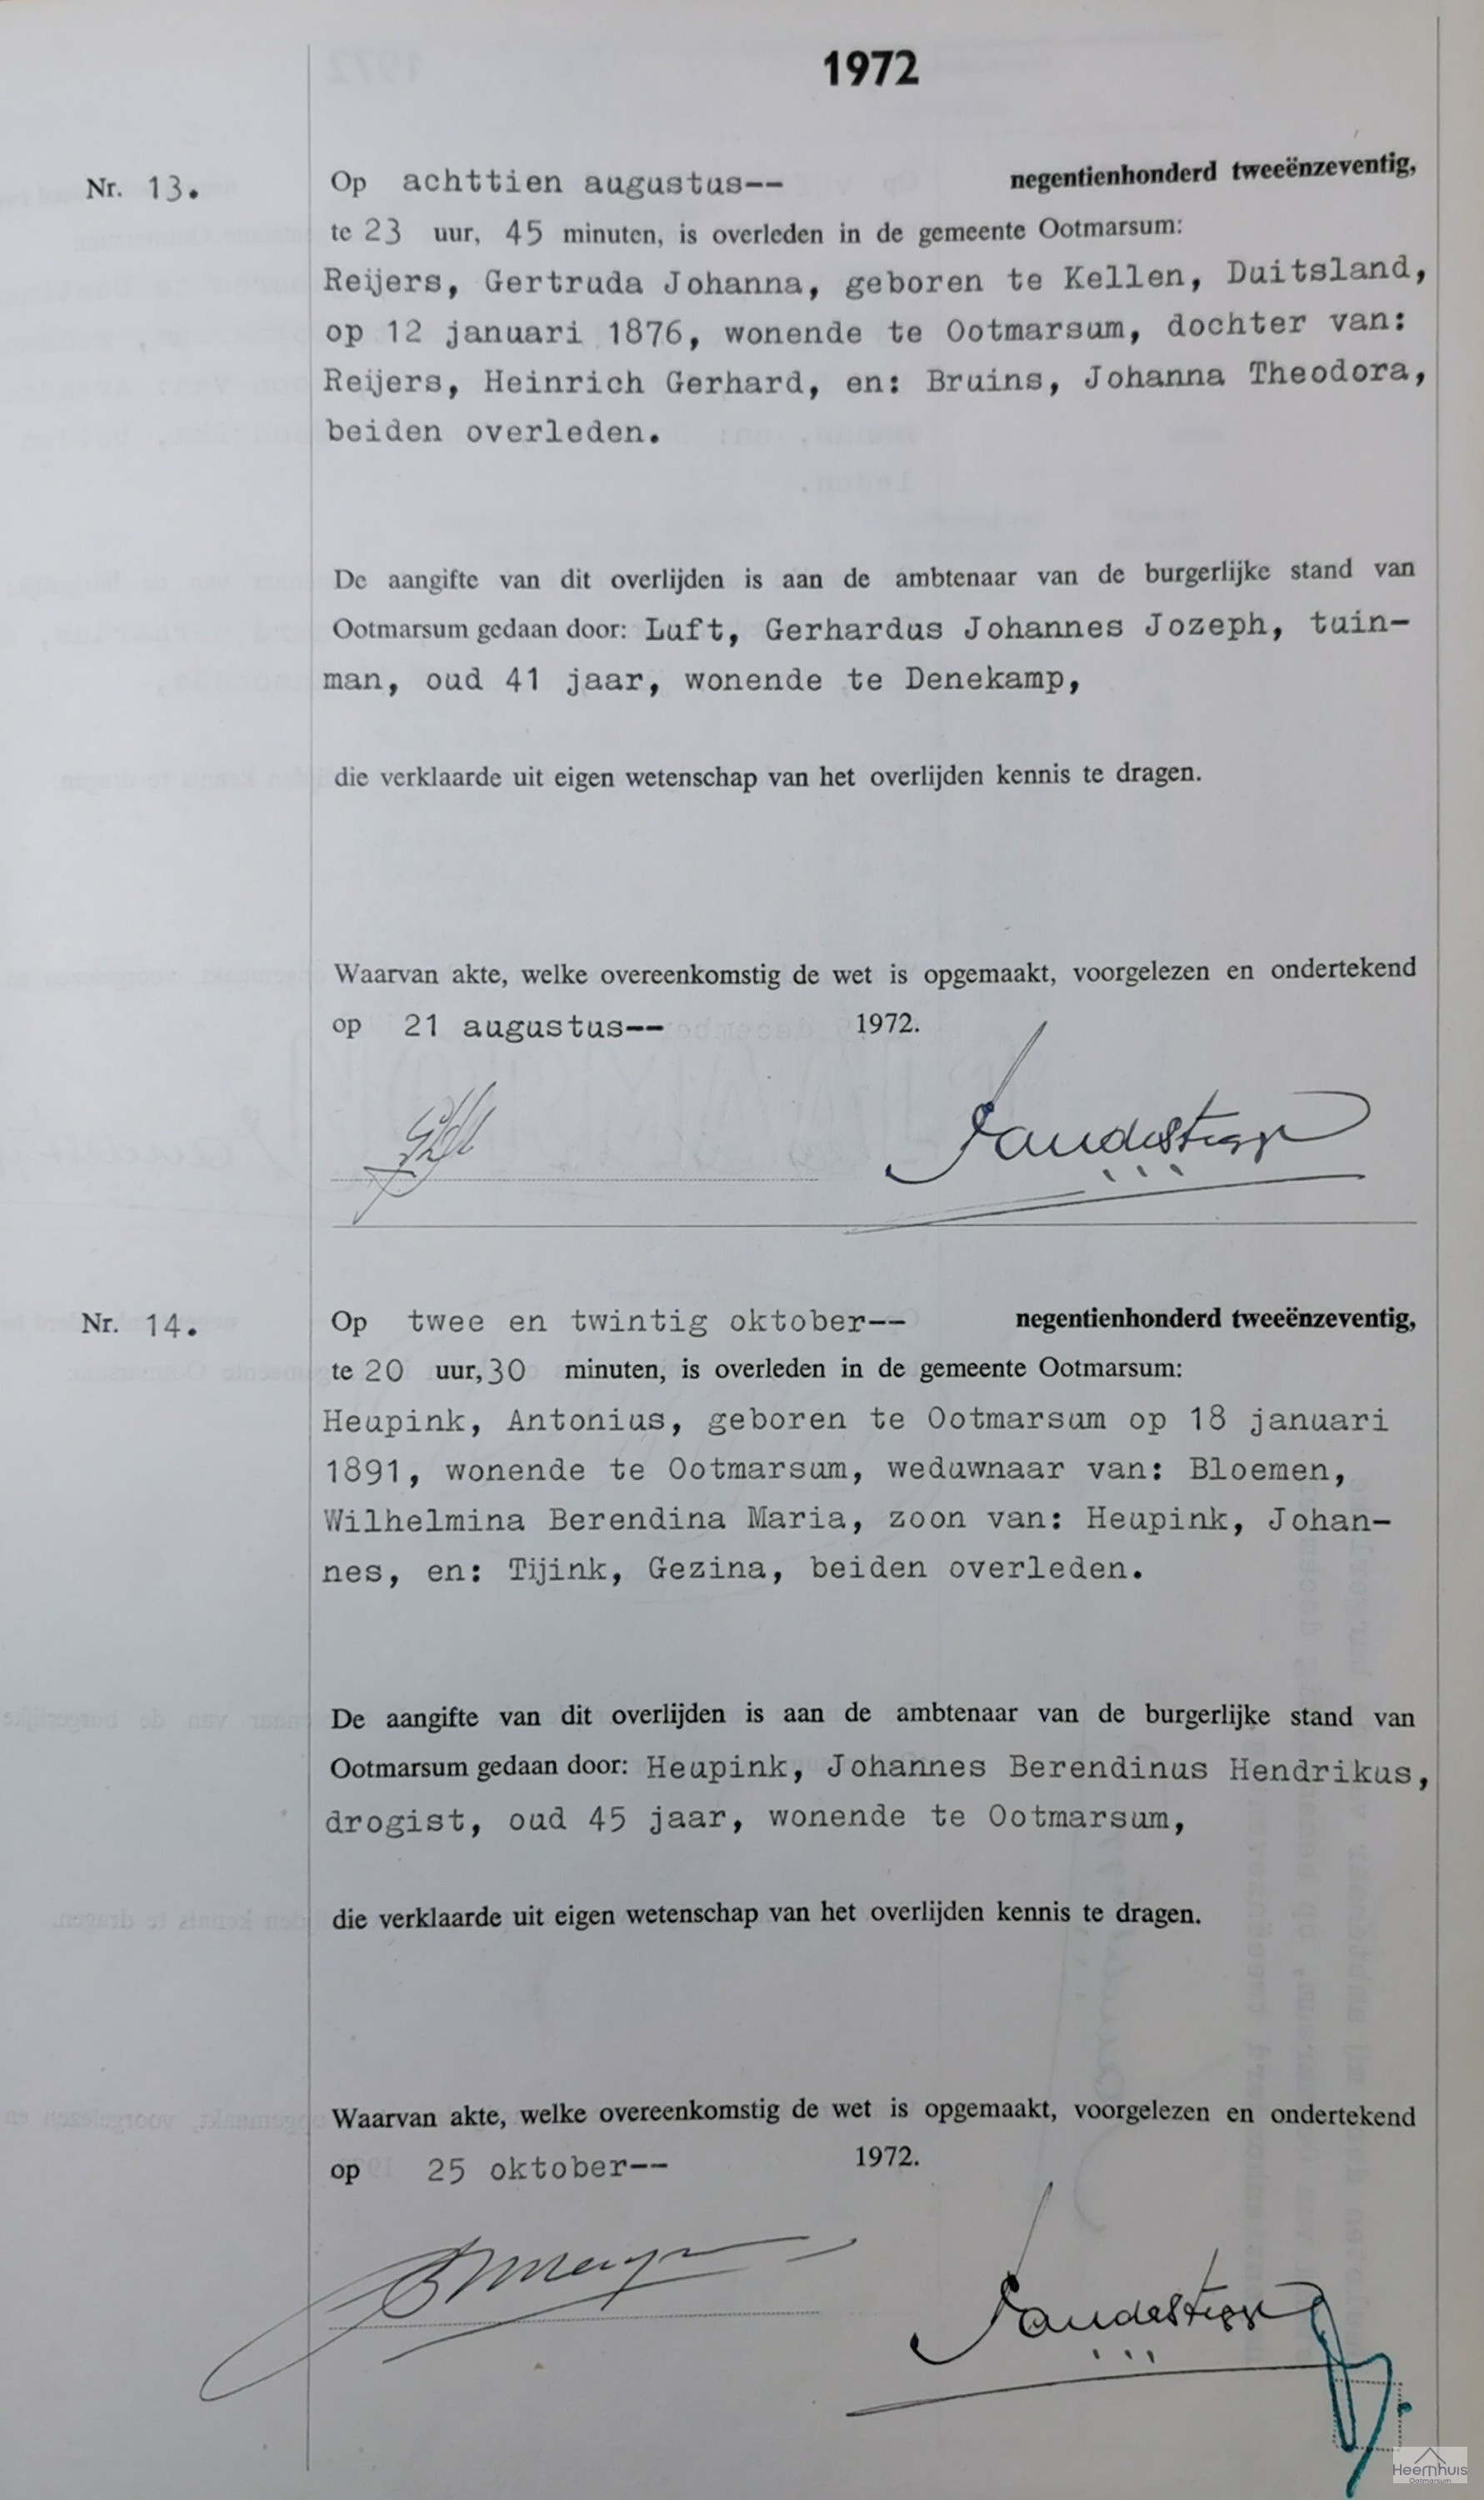 1972
Nr. 13.
Op achttien augustus-- negentienhonderd tweeënzeventig,
te 23 uur, 45 minuten, is overleden in de gemeente Ootmarsum:
Reijers, Gertruda Johanna, geboren te Kellen, Duitsland,
op 12 januari 1876, wonende te Ootmarsum, dochter van:
Reijers, Heinrich Gerhard, en: Bruins, Johanna Theodora,
beiden overleden.
De aangifte van dit overlijden is aan de ambtenaar van de burgerlijke stand van
Ootmarsum gedaan door: Luft, Gerhardus Johannes Jozeph, tuin-
man, oud 41 jaar, wonende te Denekamp,
die verklaarde uit eigen wetenschap van het overlijden kennis te dragen.
Waarvan akte, welke overeenkomstig de wet is opgemaakt, voorgelezen en ondertekend
op 21 augustus-- 1972.
Nr. 14.
Op twee en twintig oktober-- negentienhonderd tweeënzeventig,
te 20 uur, 30 minuten, is overleden in de gemeente Ootmarsum:
Heupink, Antonius, geboren te Ootmarsum op 18 januari
1891, wonende te Ootmarsum, weduwnaar van: Bloemen,
Wilhelmina Berendina Maria, zoon van: Heupink, Johan-
nes, en: Tijink, Gezina, beiden overleden.
De aangifte van dit overlijden is aan de ambtenaar van de burgerlijke stand van
Ootmarsum gedaan door: Heupink, Johannes Berendinus Hendrikus,
drogist, oud 45 jaar, wonende te Ootmarsum,
die verklaarde uit eigen wetenschap van het overlijden kennis te dragen.
Waarvan akte, welke overeenkomstig de wet is opgemaakt, voorgelezen en ondertekend
op 25 oktober-- 1972.
Heemhuis
Ootmarsum